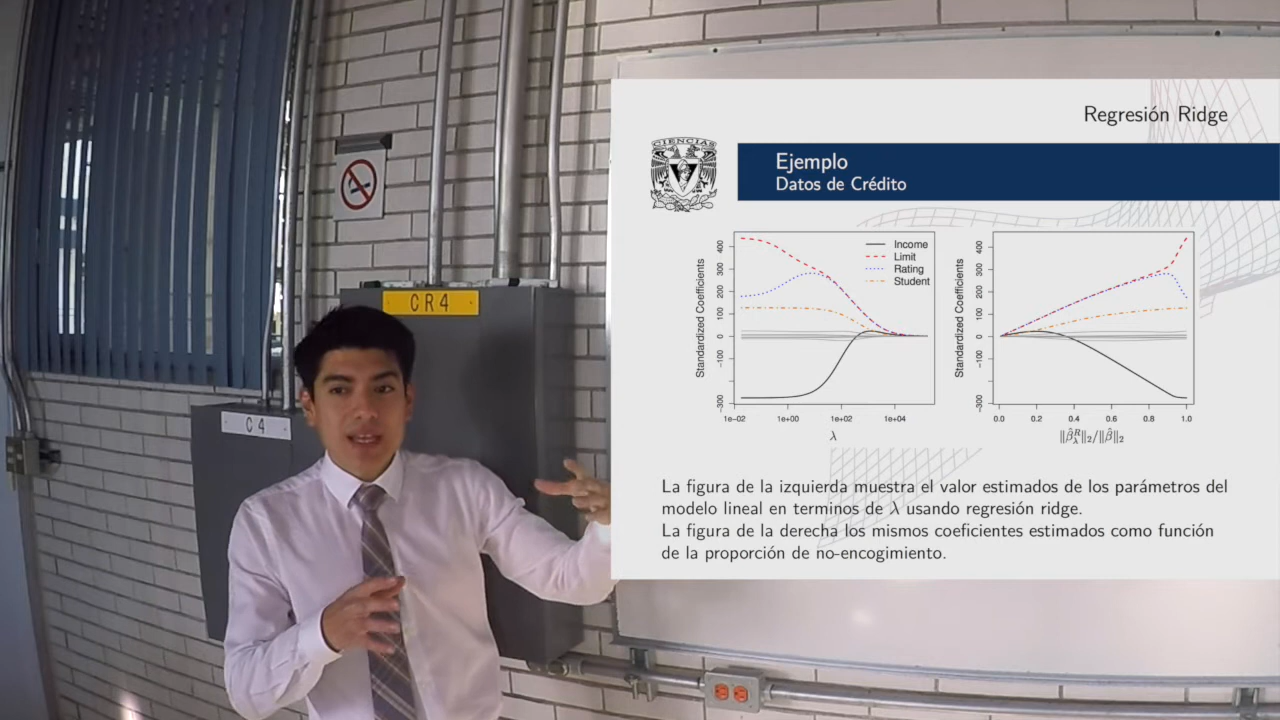 CR4
C 4
Regresión Ridge
CIENCIAS
Ejemplo
Datos de Crédito
Standardized Coefficients
400
300
200
100
0
-100
-300
1e-02 1e+00 1e+02 1e+04
λ
Income
Limit
Rating
Student
Standardized Coefficients
400
300
200
100
0
-100
-300
0.0 0.2 0.4 0.6 0.8 1.0
‖β̂λᴿ‖₂/‖β̂‖₂
La figura de la izquierda muestra el valor estimados de los parámetros del
modelo lineal en terminos de λ usando regresión ridge.
La figura de la derecha los mismos coeficientes estimados como función
de la proporción de no-encogimiento.